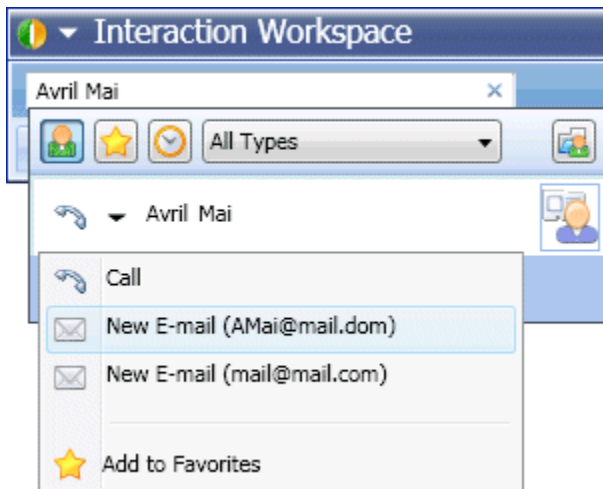 Interaction Workspace
Avril Mai
All Types
Avril Mai
Call
New E-mail (AMai@mail.dom)
New E-mail (mail@mail.com)
Add to Favorites